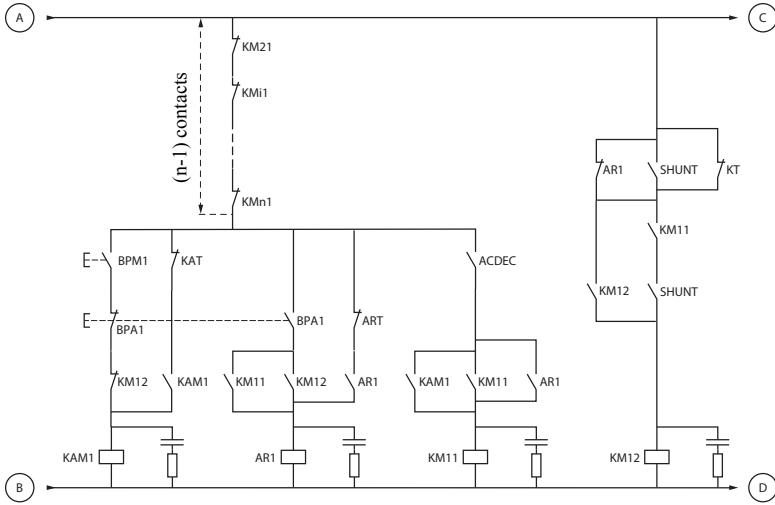 A
C
KM21
KMi1
(n-1) contacts
KMn1
AR1
SHUNT
KT
KM11
BPM1
KAT
ACDEC
KM12
SHUNT
BPA1
BPA1
ART
KM12
KAM1
KM11
KM12
AR1
KAM1
KM11
AR1
KAM1
AR1
KM11
KM12
B
D